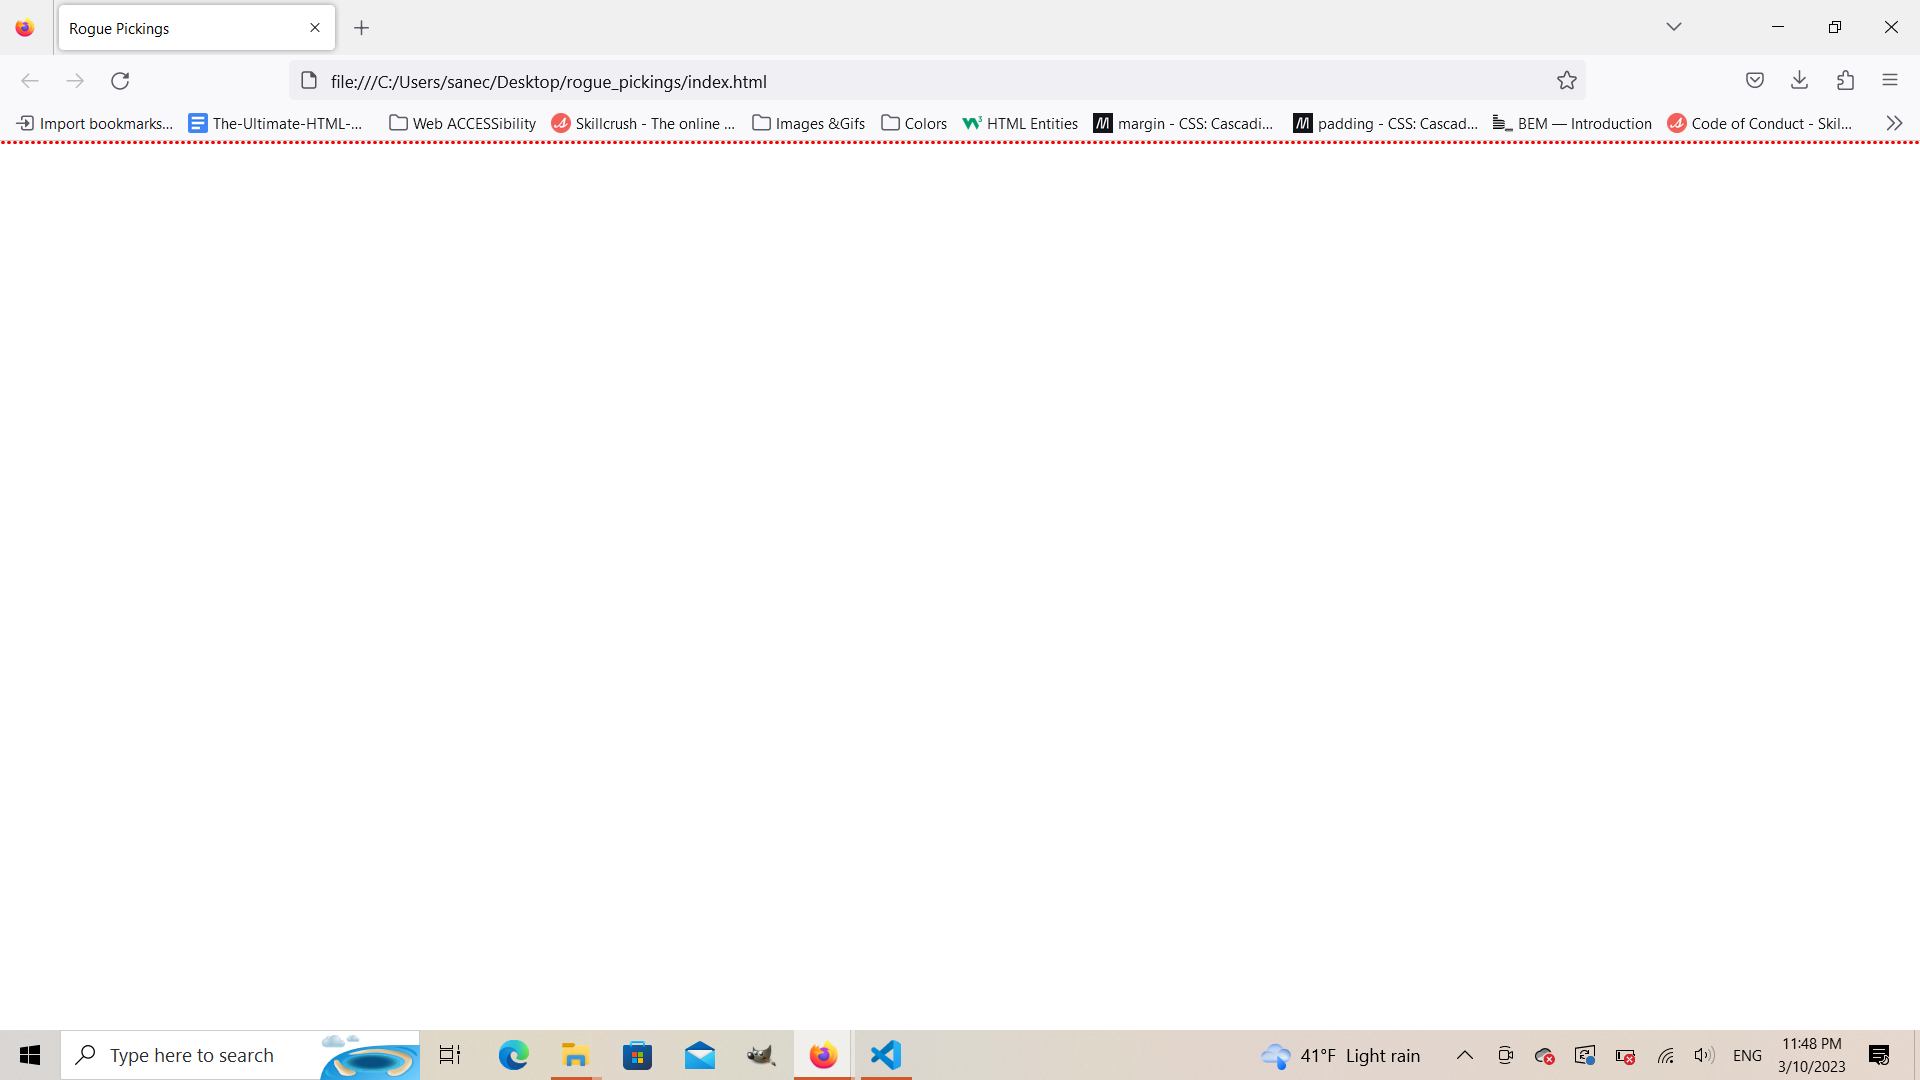 Rogue Pickings
file:///C:/Users/sanec/Desktop/rogue_pickings/index.html
Import bookmarks... The-Ultimate-HTML-... Web ACCESSibility Skillcrush - The online ... Images &Gifs Colors HTML Entities margin - CSS: Cascadi... padding - CSS: Cascad... BEM — Introduction Code of Conduct - Skil...
Type here to search 41°F Light rain ENG 11:48 PM
3/10/2023